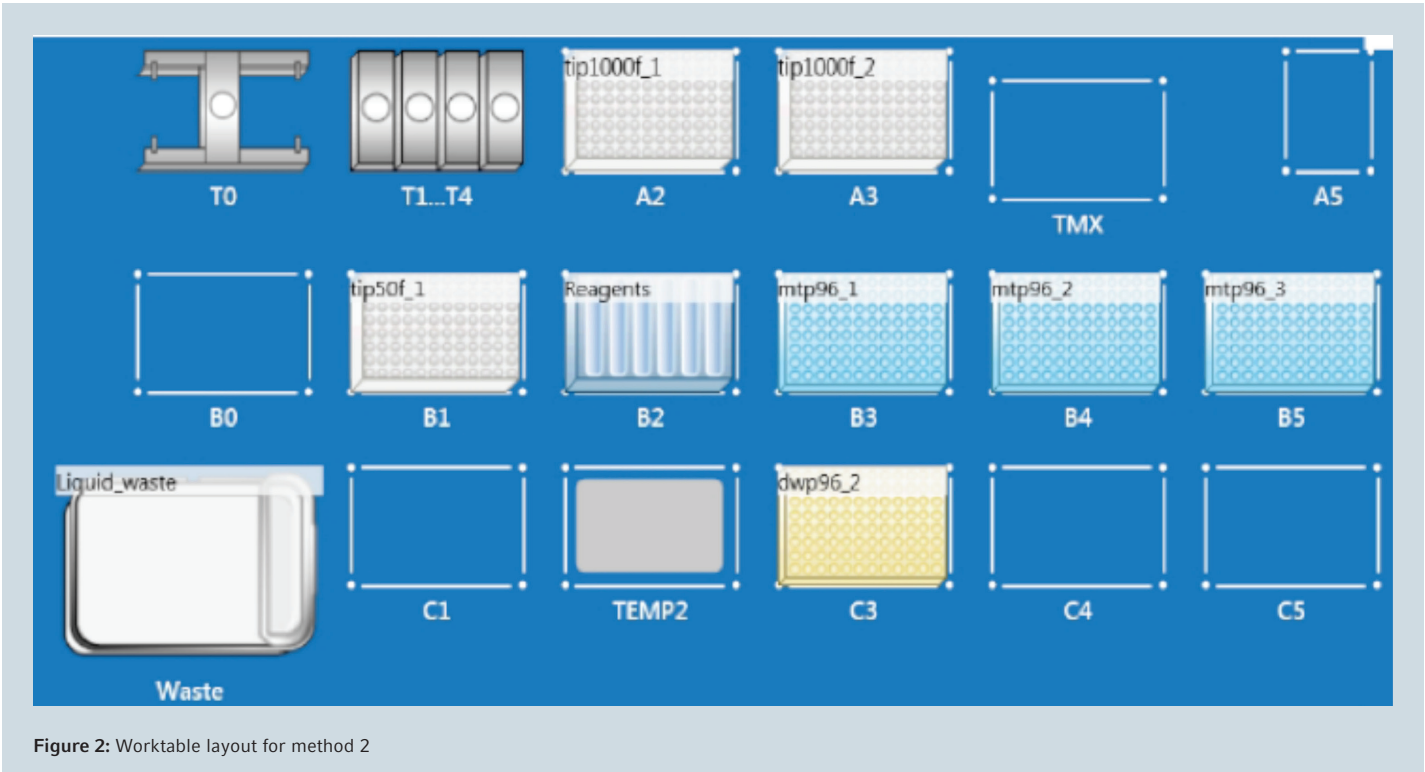 tip1000f_1
tip1000f_2
T0
T1...T4
A2
A3
TMX
A5
tip50f_1
Reagents
mtp96_1
mtp96_2
mtp96_3
B0
B1
B2
B3
B4
B5
Liquid_waste
dwp96_2
C1
TEMP2
C3
C4
C5
Waste
Figure 2: Worktable layout for method 2